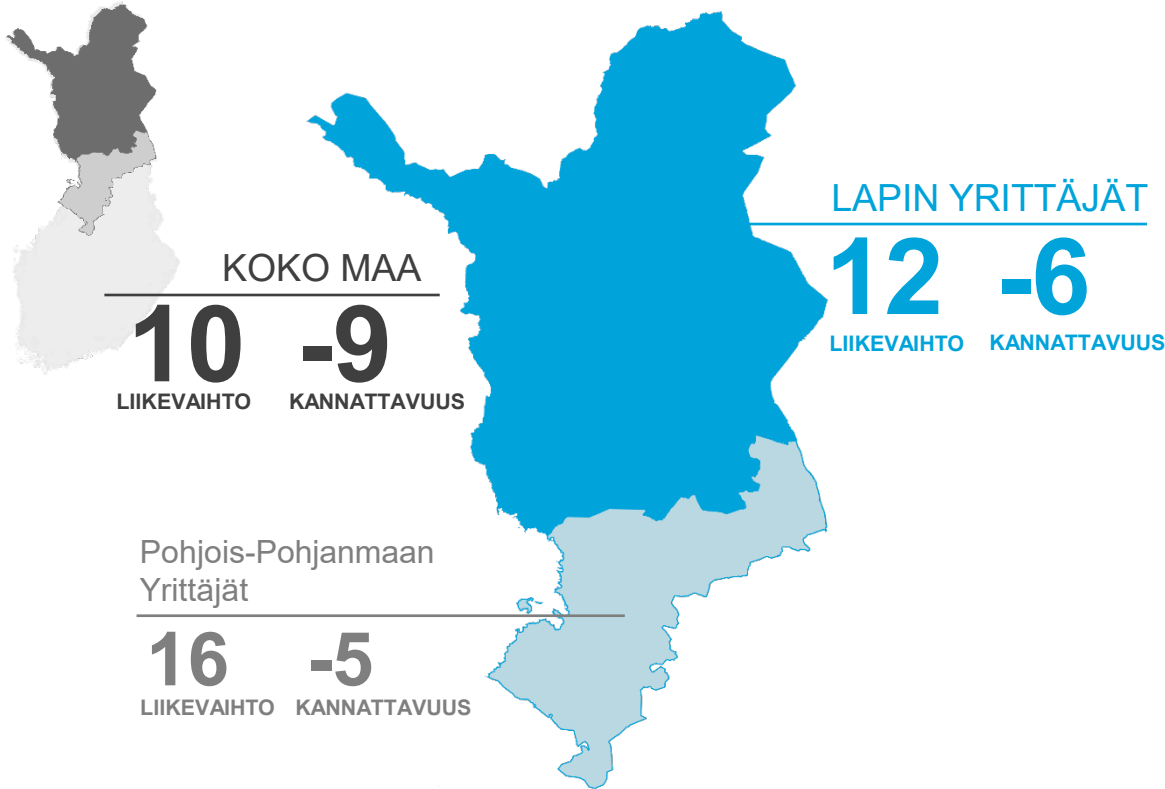 LAPIN YRITTÄJÄT
12 -6
LIIKEVAIHTO KANNATTAVUUS
KOKO MAA
10 -9
LIIKEVAIHTO KANNATTAVUUS
Pohjois-Pohjanmaan
Yrittäjät
16 -5
LIIKEVAIHTO KANNATTAVUUS